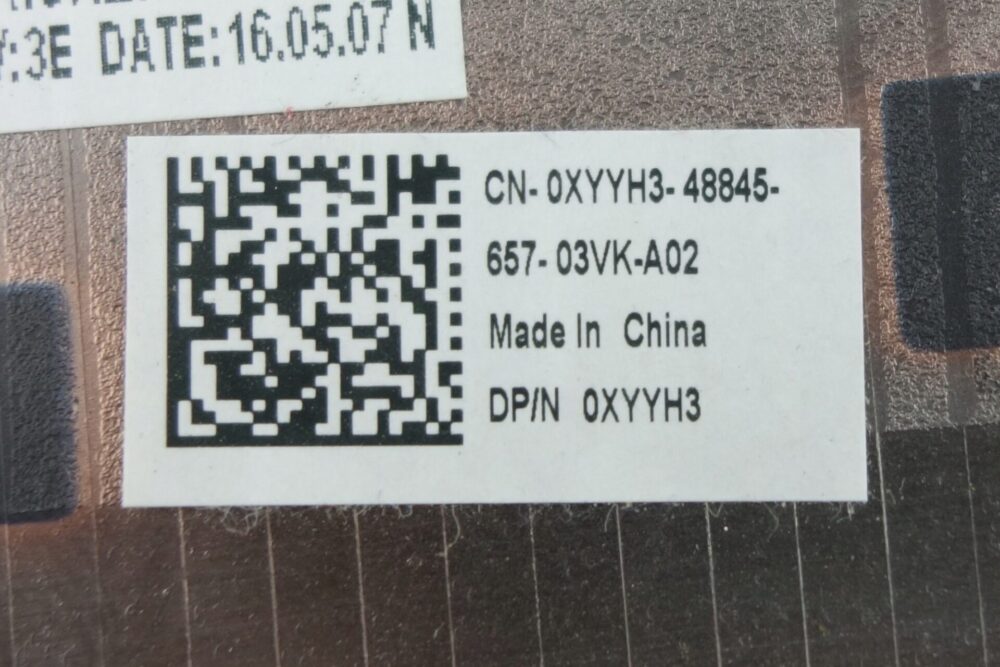 :3E DATE:16.05.07 N
CN- 0XYYH3- 48845-
657- 03VK-A02
Made In China
DP/N 0XYYH3